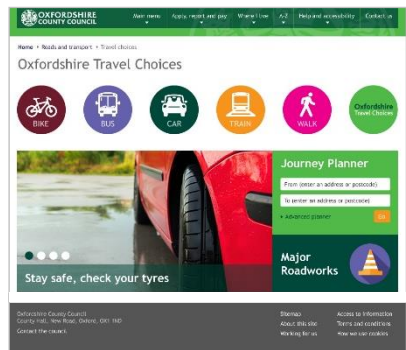 OXFORDSHIRE
COUNTY COUNCIL
Main menu Apply, report and pay Where I live A-Z Help and accessibility Contact us
Home • Roads and transport • Travel choices
Oxfordshire Travel Choices
BIKE BUS CAR TRAIN WALK Oxfordshire
Travel Choices
Stay safe, check your tyres
Journey Planner
From (enter an address or postcode)
To (enter an address or postcode)
Advanced planner Go
Major
Roadworks
Oxfordshire County Council
County Hall, New Road, Oxford, OX1 1ND
Contact the council
Sitemap Access to information
About this site Terms and conditions
Working for us How we use cookies